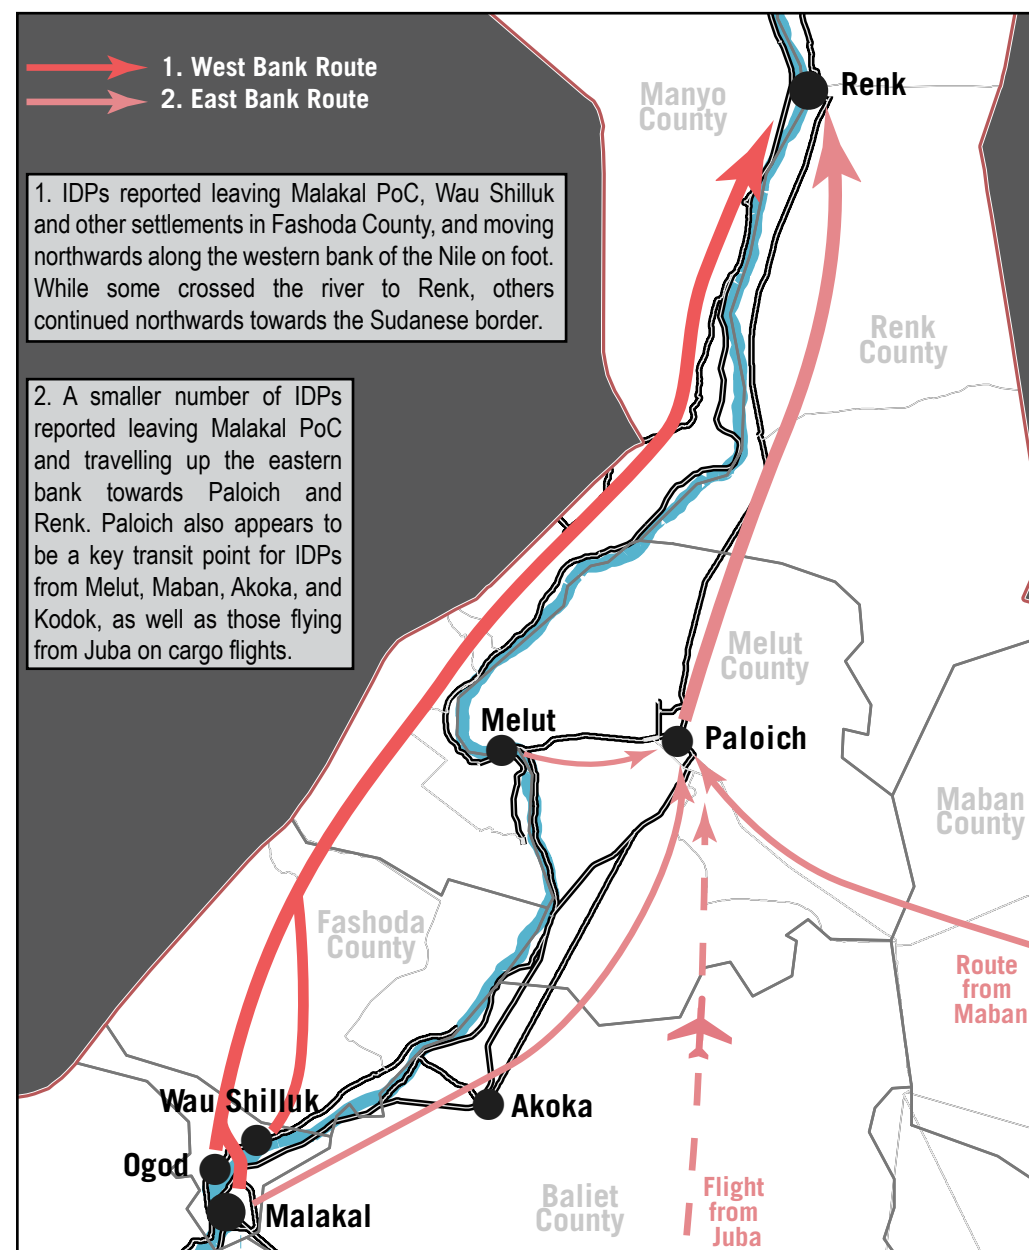 1. West Bank Route
2. East Bank Route
1. IDPs reported leaving Malakal PoC, Wau Shilluk
and other settlements in Fashoda County, and moving
northwards along the western bank of the Nile on foot.
While some crossed the river to Renk, others
continued northwards towards the Sudanese border.
2. A smaller number of IDPs
reported leaving Malakal PoC
and travelling up the eastern
bank towards Paloich and
Renk. Paloich also appears to
be a key transit point for IDPs
from Melut, Maban, Akoka, and
Kodok, as well as those flying
from Juba on cargo flights.
Renk
Manyo
County
Renk
County
Melut
County
Melut
Paloich
Maban
County
Fashoda
County
Route
from
Maban
Wau Shilluk
Akoka
Ogod
Malakal
Baliet
County
Flight
from
Juba